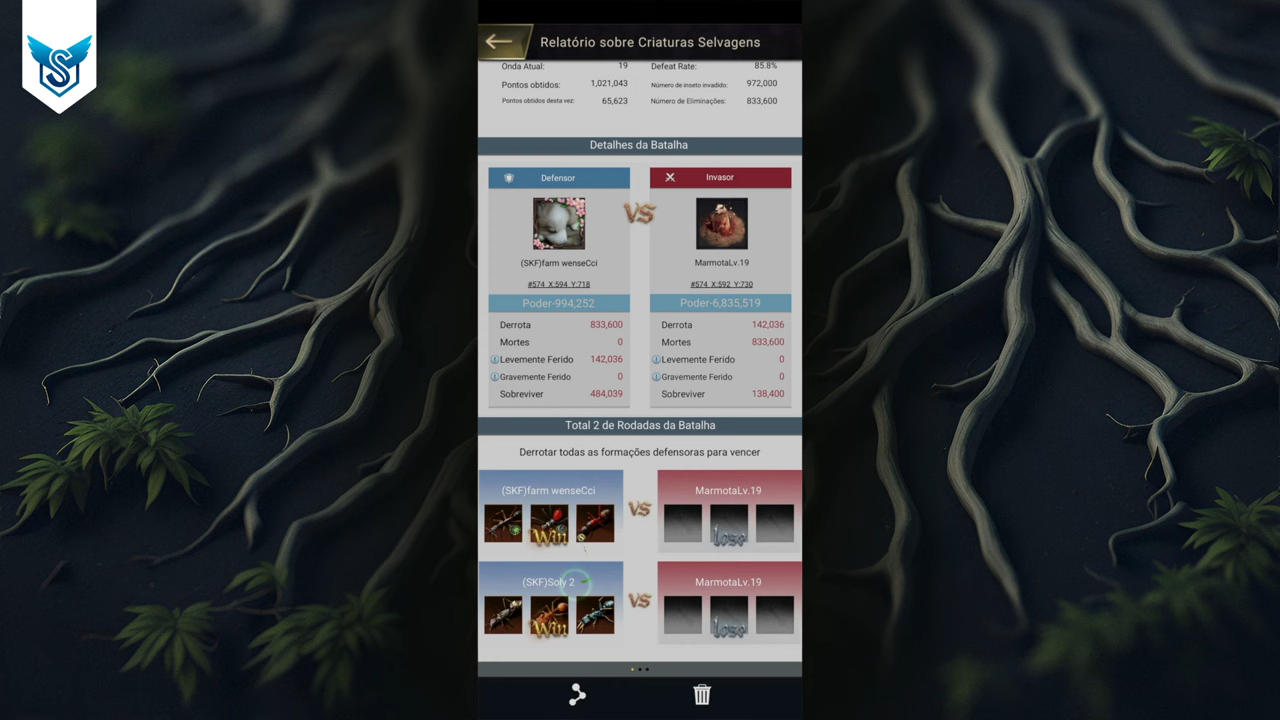 S
Relatório sobre Criaturas Selvagens
Onda Atual: 19 Defeat Rate: 85.8%
Pontos obtidos: 1,021,043 Número de inseto invadido: 972,000
Pontos obtidos desta vez: 65,623 Número de Eliminações: 833,600
Detalhes da Batalha
Defensor Invasor
VS
(SKF)farm wenseCci MarmotaLv.19
#574 X:594 Y:718 #574 X:592 Y:730
Poder-994,252 Poder-6,835,519
Derrota 833,600 Derrota 142,036
Mortes 0 Mortes 833,600
Levemente Ferido 142,036 Levemente Ferido 0
Gravemente Ferido 0 Gravemente Ferido 0
Sobreviver 484,039 Sobreviver 138,400
Total 2 de Rodadas da Batalha
Derrotar todas as formações defensoras para vencer
(SKF)farm wenseCci MarmotaLv.19
VS
Win lose
(SKF)Soly 2 MarmotaLv.19
VS
Win lose